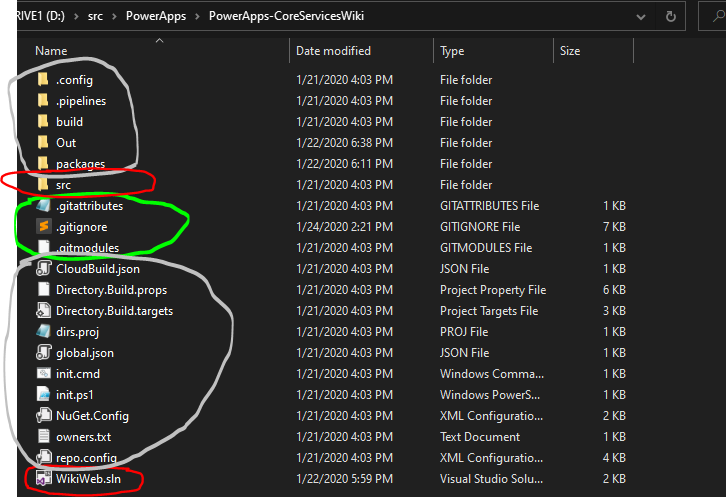 RIVE1 (D:) > src > PowerApps > PowerApps-CoreServicesWiki
Name Date modified Type Size
.config 1/21/2020 4:03 PM File folder
.pipelines 1/21/2020 4:03 PM File folder
build 1/21/2020 4:03 PM File folder
Out 1/22/2020 6:38 PM File folder
packages 1/22/2020 6:11 PM File folder
src 1/21/2020 4:03 PM File folder
.gitattributes 1/21/2020 4:03 PM GITATTRIBUTES File 1 KB
.gitignore 1/24/2020 2:21 PM GITIGNORE File 7 KB
.gitmodules 1/21/2020 4:03 PM GITMODULES File 1 KB
CloudBuild.json 1/21/2020 4:03 PM JSON File 1 KB
Directory.Build.props 1/21/2020 4:03 PM Project Property File 6 KB
Directory.Build.targets 1/21/2020 4:03 PM Project Targets File 3 KB
dirs.proj 1/21/2020 4:03 PM PROJ File 1 KB
global.json 1/21/2020 4:03 PM JSON File 1 KB
init.cmd 1/21/2020 4:03 PM Windows Comma... 1 KB
init.ps1 1/21/2020 4:03 PM Windows PowerS... 1 KB
NuGet.Config 1/21/2020 4:03 PM XML Configuratio... 2 KB
owners.txt 1/21/2020 4:03 PM Text Document 1 KB
repo.config 1/21/2020 4:03 PM XML Configuratio... 4 KB
WikiWeb.sln 1/22/2020 5:59 PM Visual Studio Solu... 2 KB